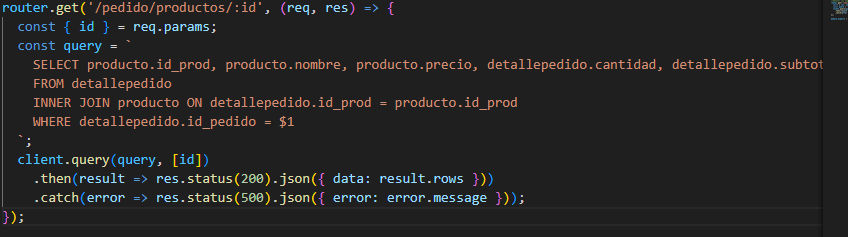 router.get('/pedido/productos/:id', (req, res) => {
  const { id } = req.params;
  const query = `
    SELECT producto.id_prod, producto.nombre, producto.precio, detallepedido.cantidad, detallepedido.subtot
    FROM detallepedido
    INNER JOIN producto ON detallepedido.id_prod = producto.id_prod
    WHERE detallepedido.id_pedido = $1
  `;
  client.query(query, [id])
    .then(result => res.status(200).json({ data: result.rows }))
    .catch(error => res.status(500).json({ error: error.message }));
});